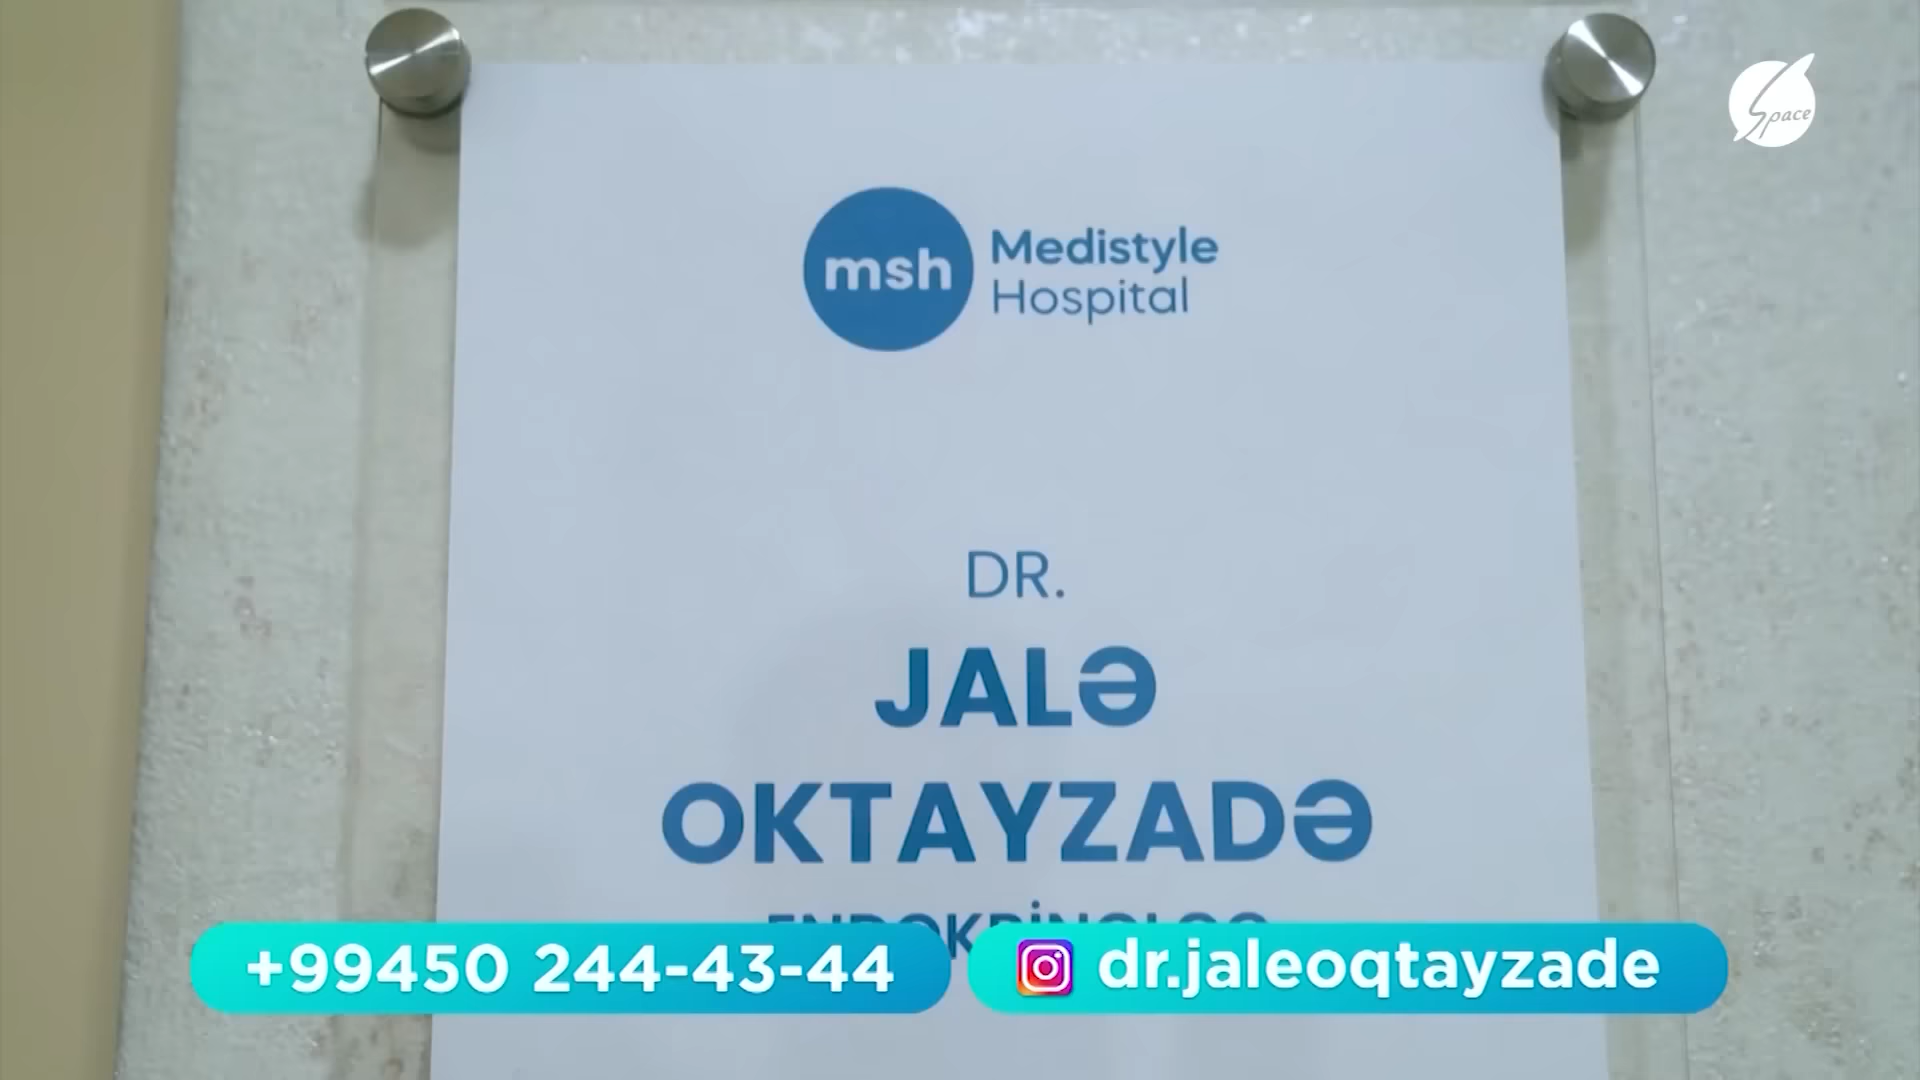 Space
msh
Medistyle
Hospital
DR.
JALƏ
OKTAYZADƏ
+99450 244-43-44
dr.jaleoqtayzade